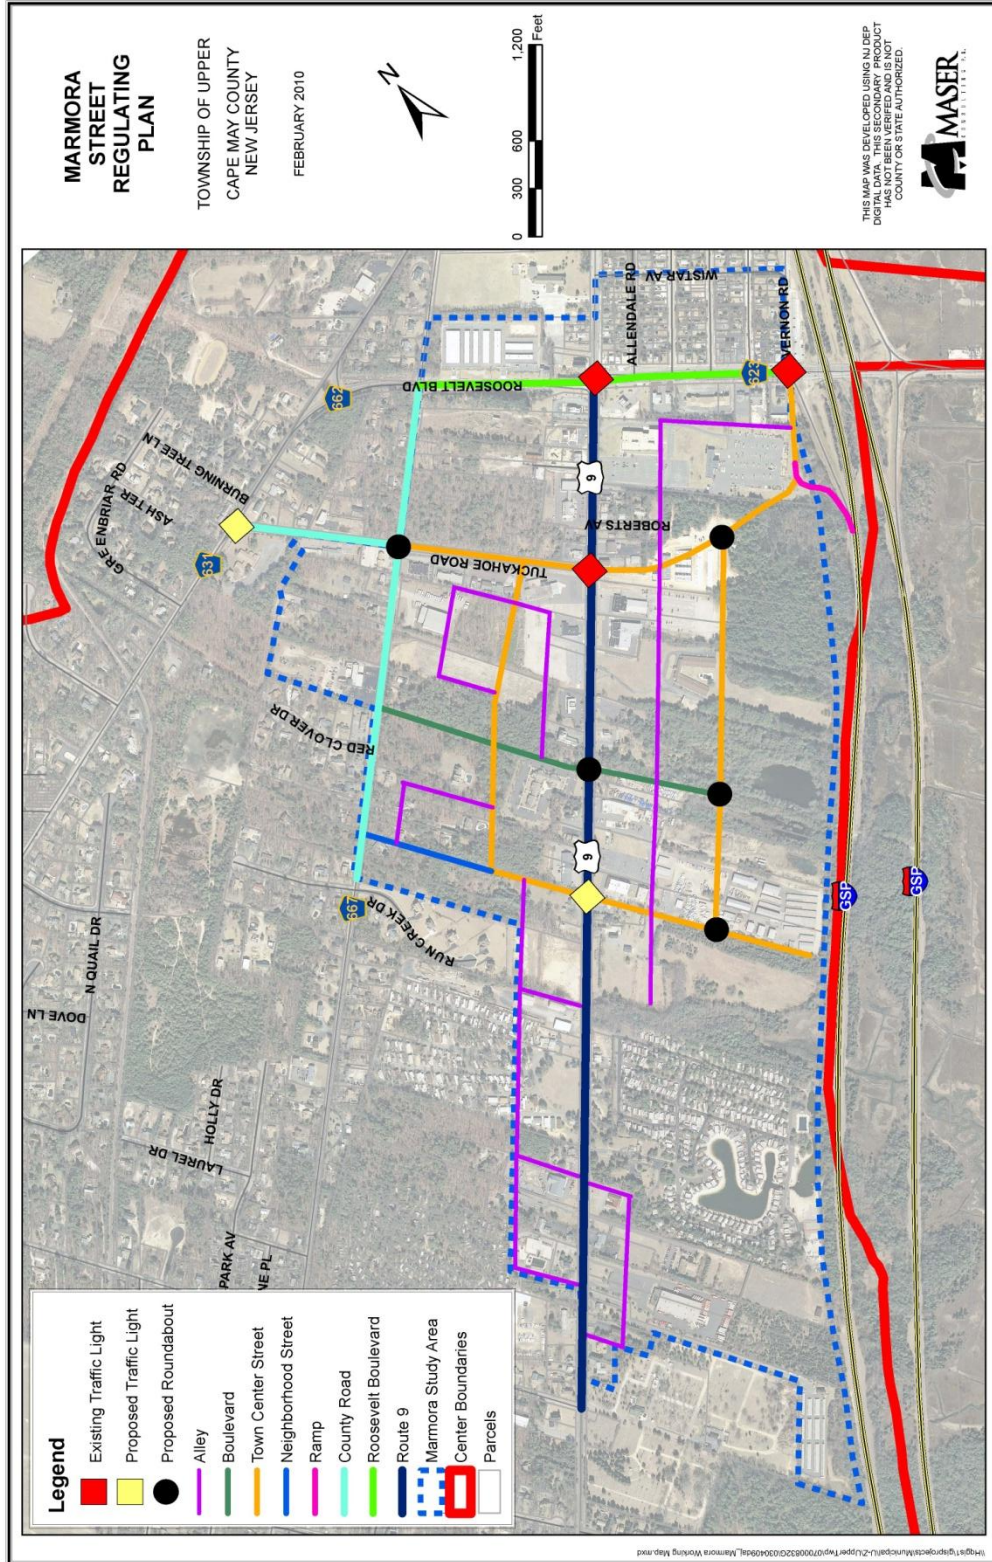 MARMORA
STREET
REGULATING
PLAN
TOWNSHIP OF UPPER
CAPE MAY COUNTY
NEW JERSEY
FEBRUARY 2010
N
0 300 600 1,200
Feet
THIS MAP WAS DEVELOPED USING NJ DEP
DIGITAL DATA. THIS SECONDARY PRODUCT
HAS NOT BEEN VERIFIED AND IS NOT
COUNTY OR STATE AUTHORIZED.
MASER
CONSULTING P.A.
GREENBRIAR RD
ASH TER
BURNING TREE LN
662
631
ROOSEVELT BLVD
ALLENDALE RD
WISTAR AV
VERNON RD
623
9
ROBERTS AV
TUCKAHOE ROAD
RED CLOVER DR
9
667
RUN CREEK DR
N QUAIL DR
DOVE LN
HOLLY DR
LAUREL DR
PARK AV
NE PL
GSP
GSP
Legend
Existing Traffic Light
Proposed Traffic Light
Proposed Roundabout
Alley
Boulevard
Town Center Street
Neighborhood Street
Ramp
County Road
Roosevelt Boulevard
Route 9
Marmora Study Area
Center Boundaries
Parcels